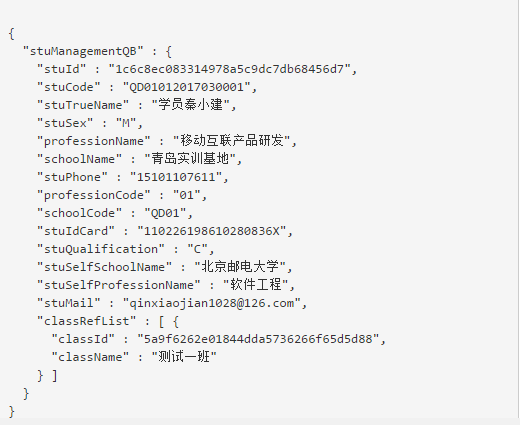 {
"stuManagementQB" : {
"stuId" : "1c6c8ec083314978a5c9dc7db68456d7",
"stuCode" : "QD01012017030001",
"stuTrueName" : "学员秦小建",
"stuSex" : "M",
"professionName" : "移动互联产品研发",
"schoolName" : "青岛实训基地",
"stuPhone" : "15101107611",
"professionCode" : "01",
"schoolCode" : "QD01",
"stuIdCard" : "110226198610280836X",
"stuQualification" : "C",
"stuSelfSchoolName" : "北京邮电大学",
"stuSelfProfessionName" : "软件工程",
"stuMail" : "qinxiaojian1028@126.com",
"classRefList" : [ {
"classId" : "5a9f6262e01844dda5736266f65d5d88",
"className" : "测试一班"
} ]
}
}